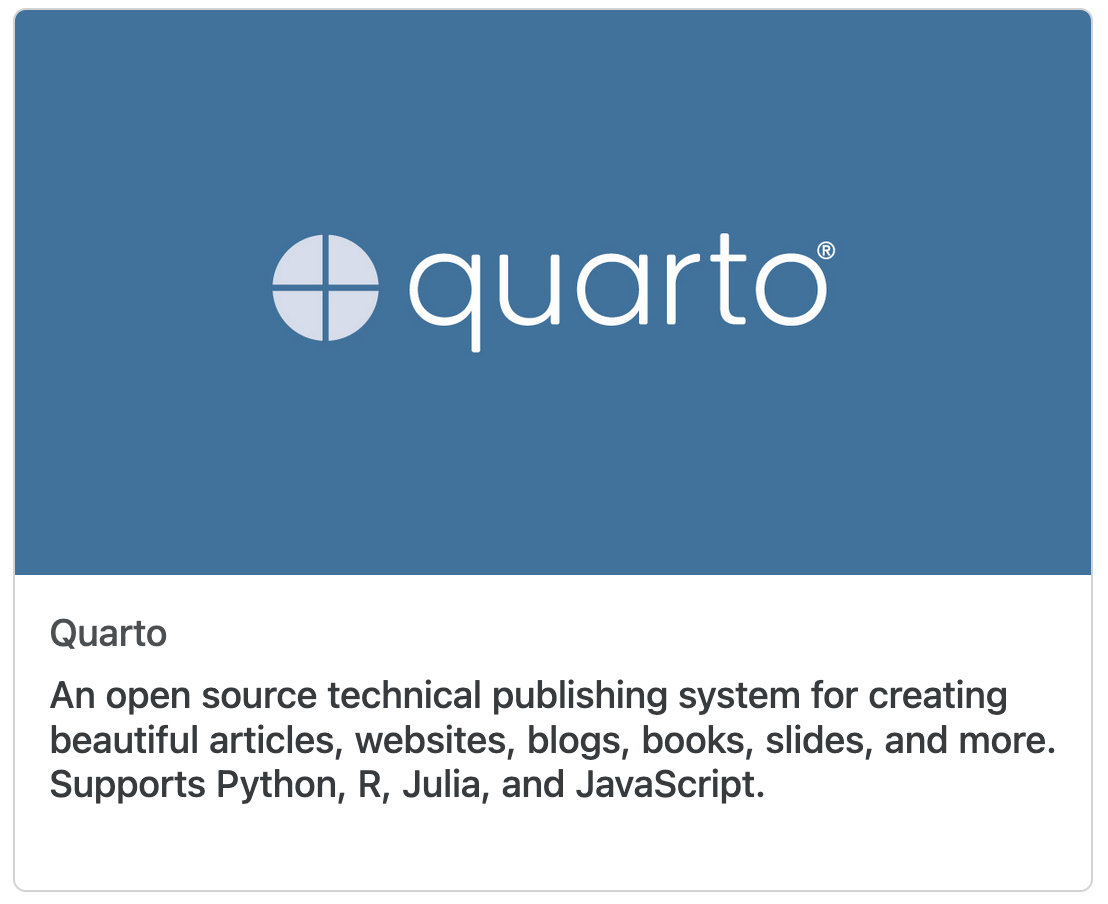 quarto®
Quarto
An open source technical publishing system for creating
beautiful articles, websites, blogs, books, slides, and more.
Supports Python, R, Julia, and JavaScript.